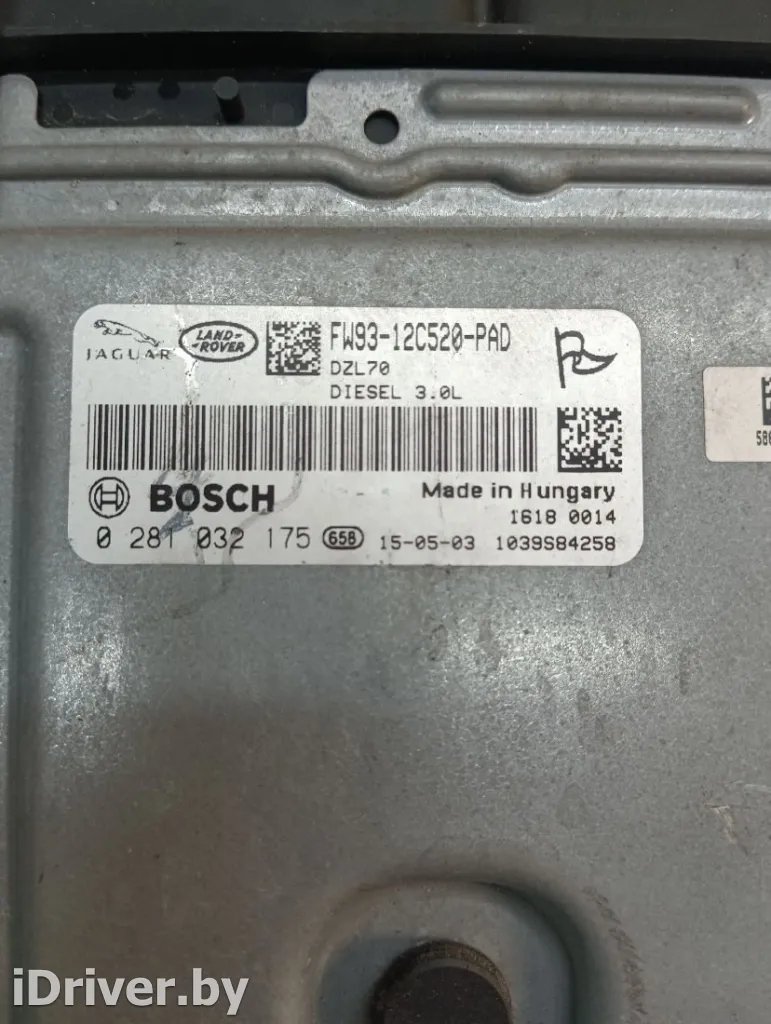 JAGUAR
LAND-ROVER
FW93-12C520-PAD
DZL70
DIESEL 3.0L
580
BOSCH
Made in Hungary
1618 0014
0 281 032 175 658 15-05-03 1039S84258
iDriver.by